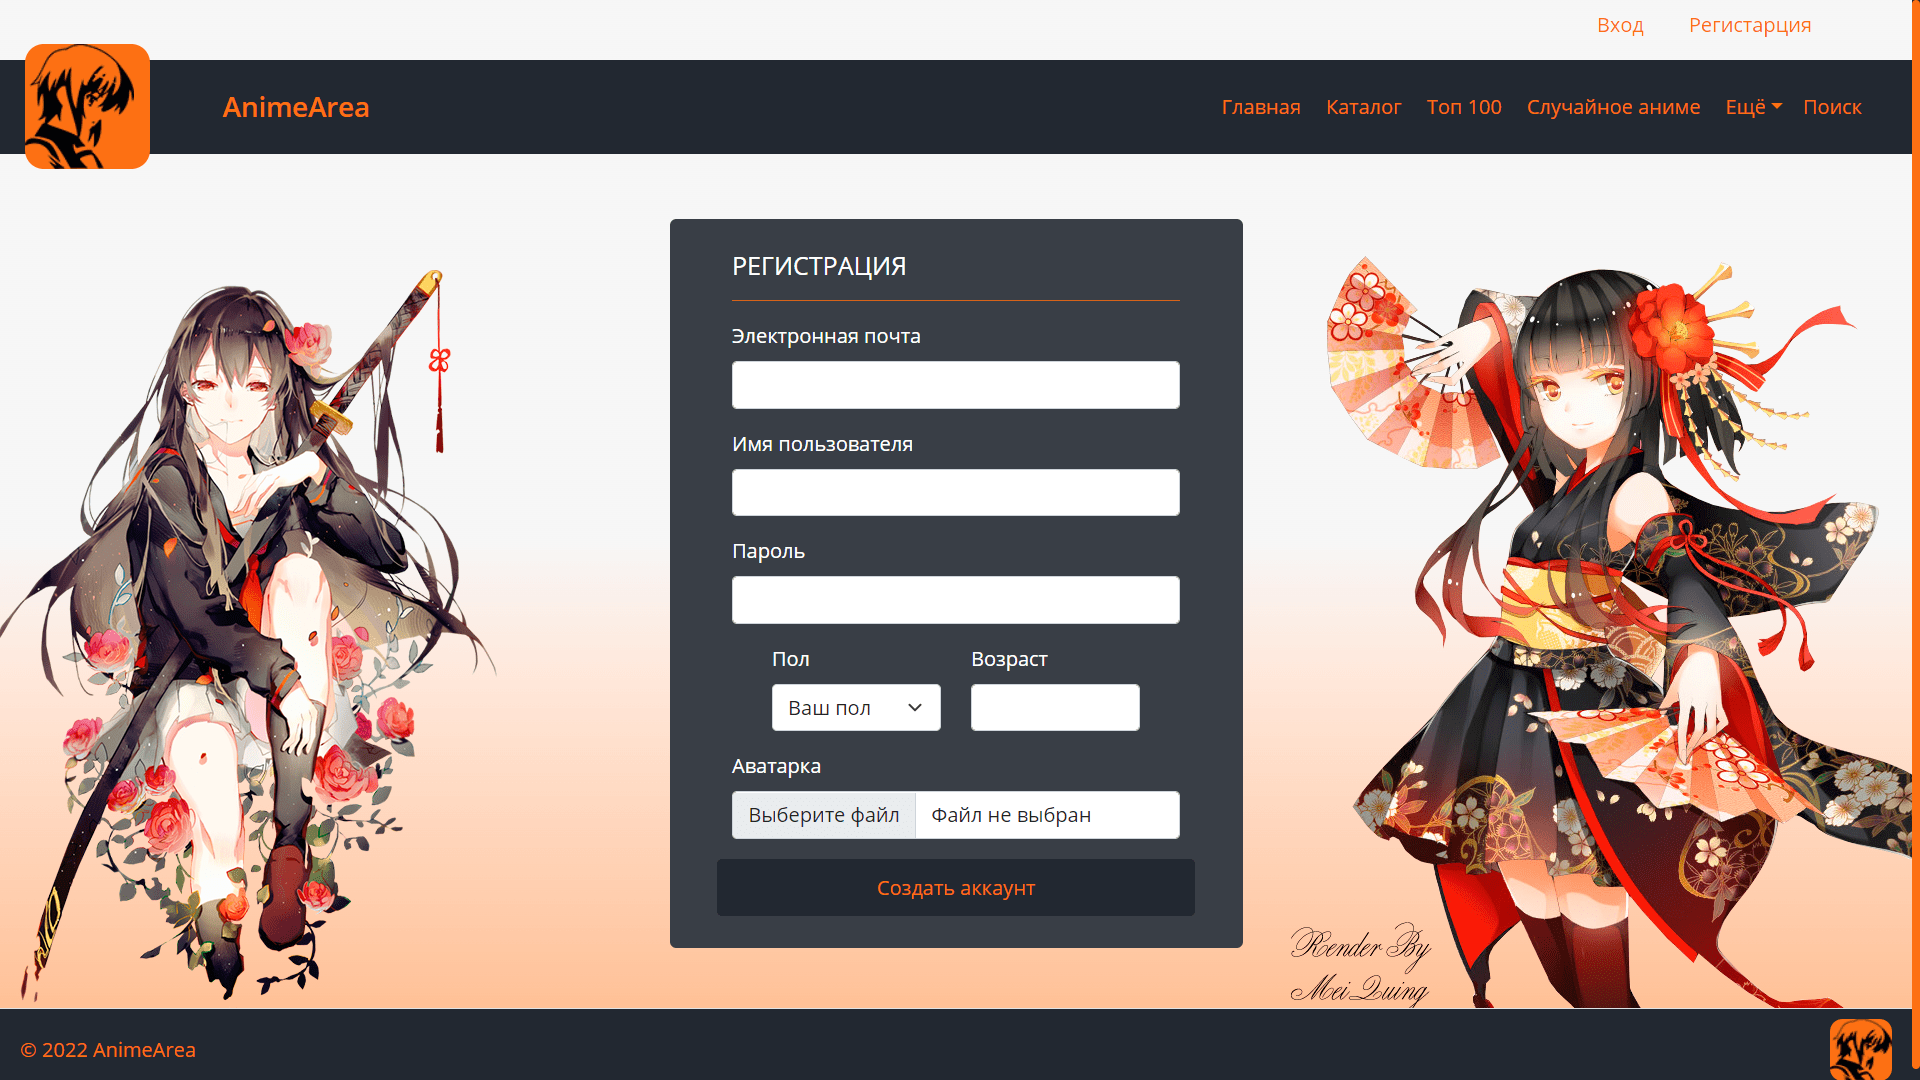 Вход Регистарция
AnimeArea Главная Каталог Топ 100 Случайное аниме Ещё Поиск
РЕГИСТРАЦИЯ
Электронная почта
Имя пользователя
Пароль
Пол Возраст
Ваш пол
Аватарка
Выберите файл Файл не выбран
Создать аккаунт
Render By
Mei Quing
© 2022 AnimeArea